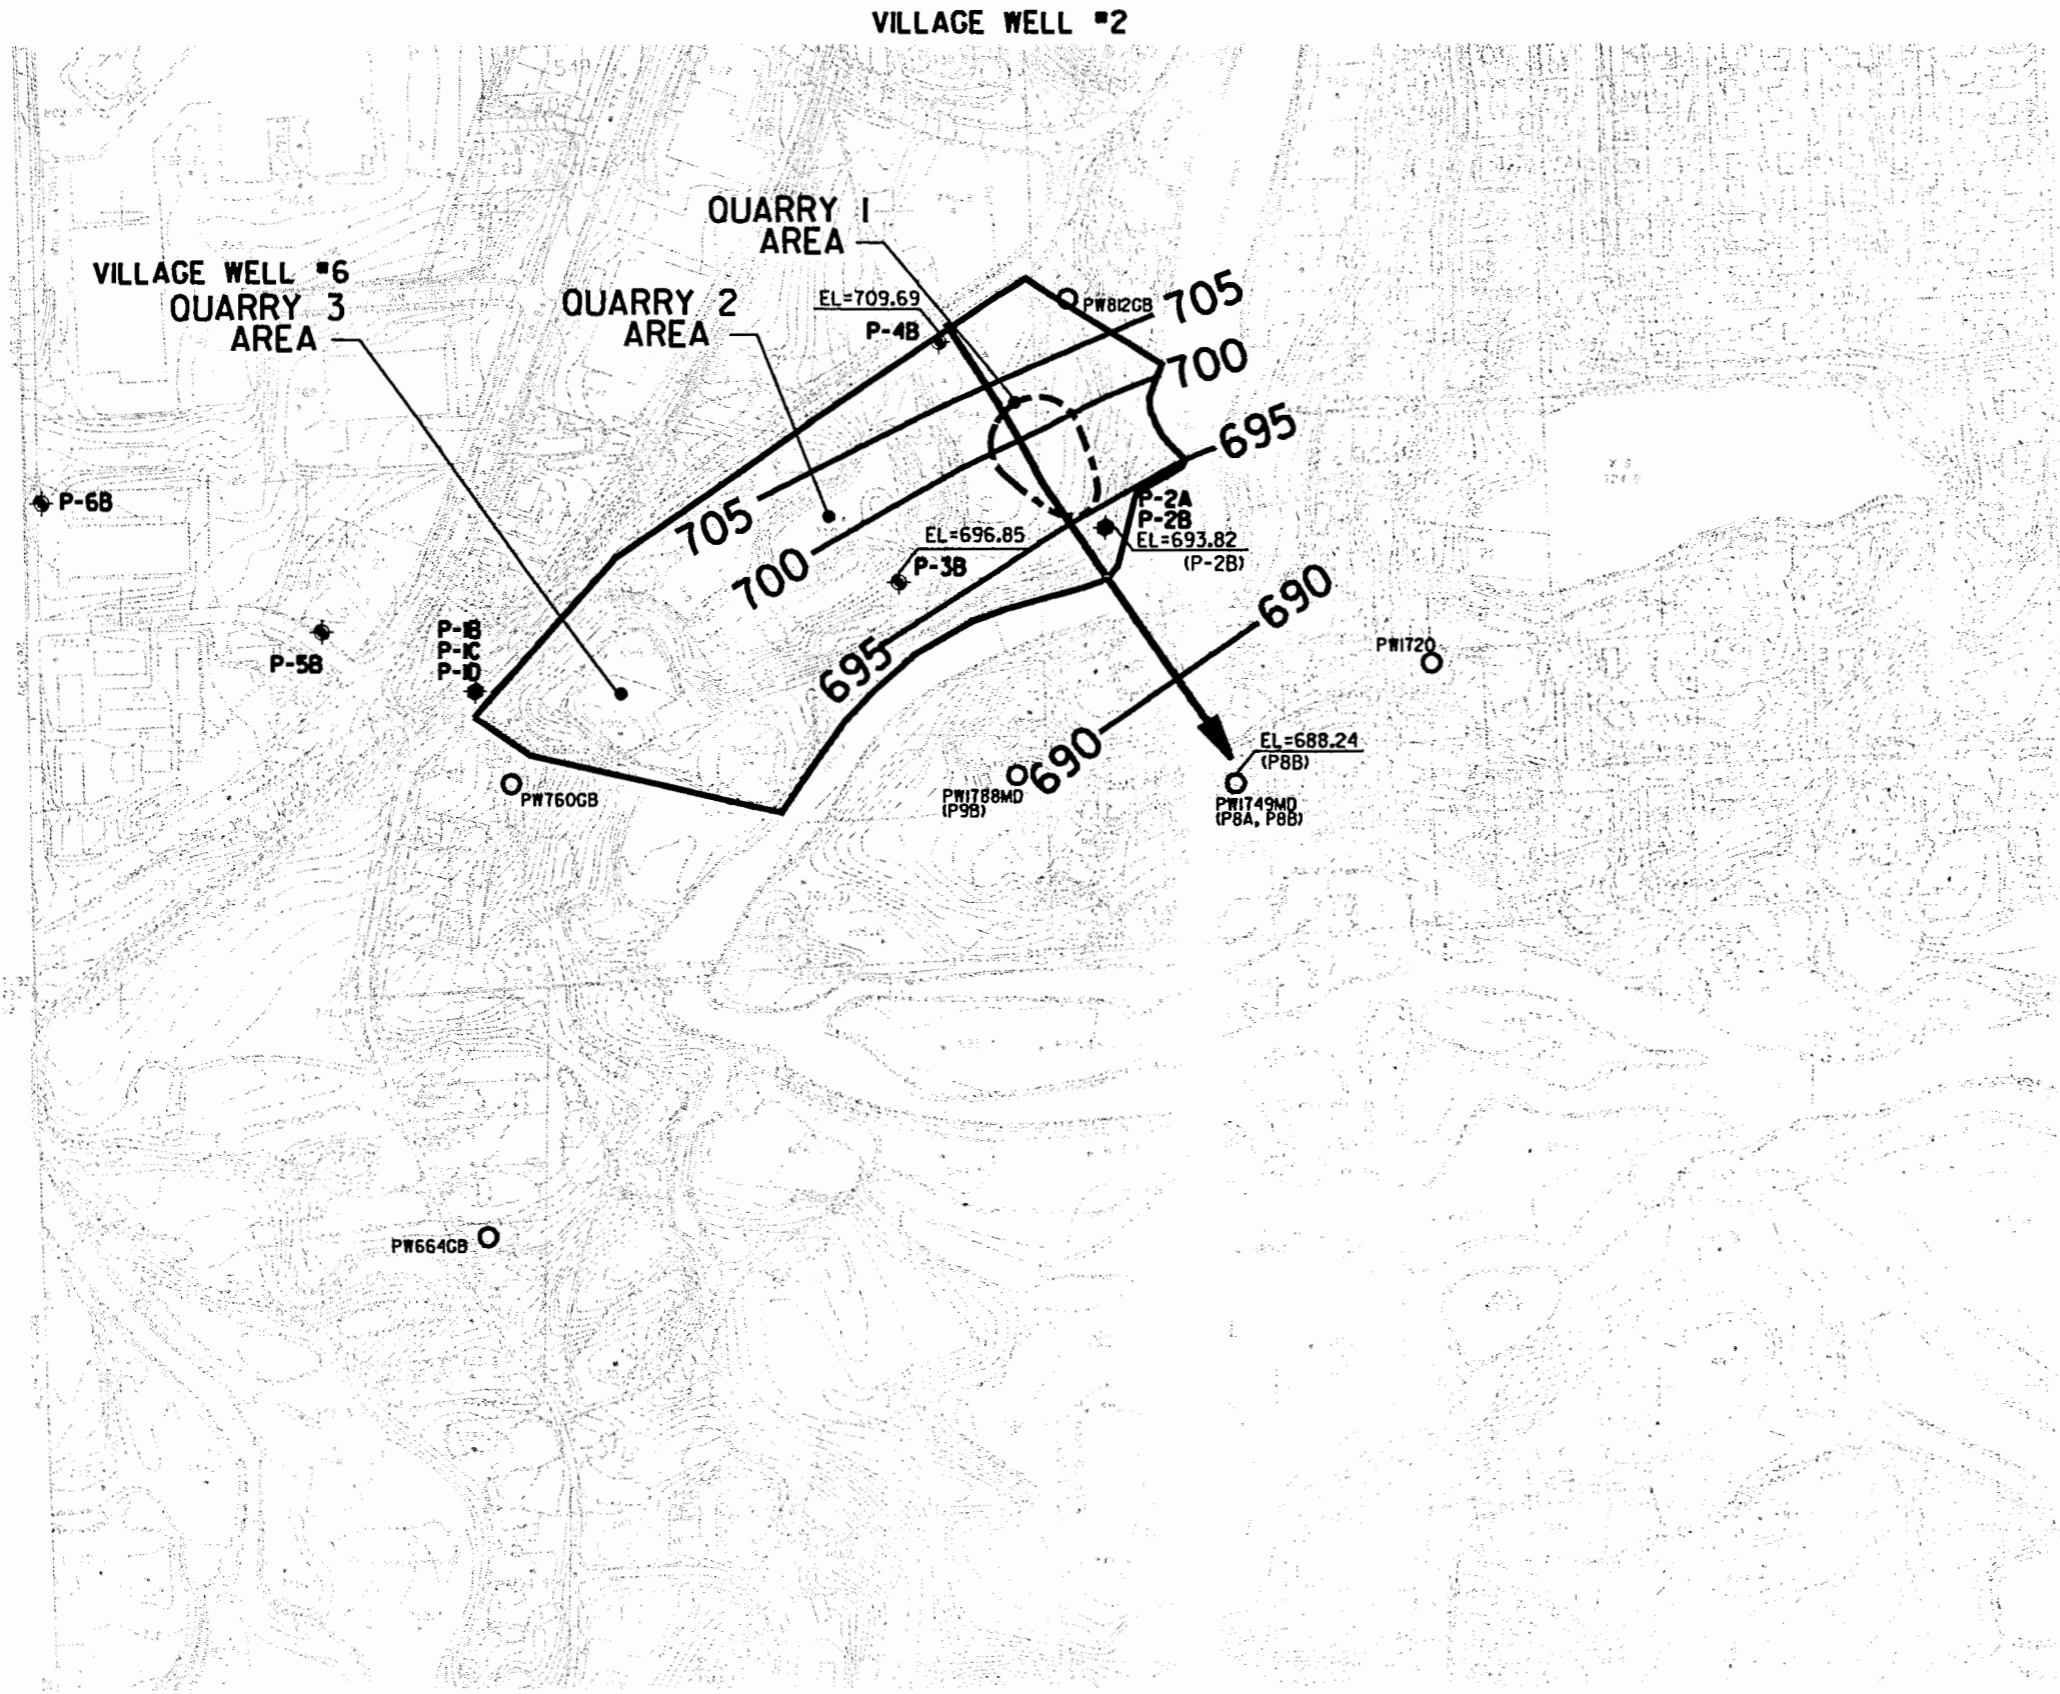 VILLAGE WELL #2
QUARRY 1
AREA
VILLAGE WELL #6
QUARRY 3
AREA
QUARRY 2
AREA
EL=709.69
P-4B
PW812GB
705
700
695
P-6B
705
P-2A
P-2B
EL=693.82
(P-2B)
EL=696.85
P-3B
700
690
P-1B
P-1C
P-1D
P-5B
695
PW1720
690
EL=688.24
(P8B)
PW760GB
PW1788MD
(P9B)
PW1749MD
(P8A, P8B)
PW664GB